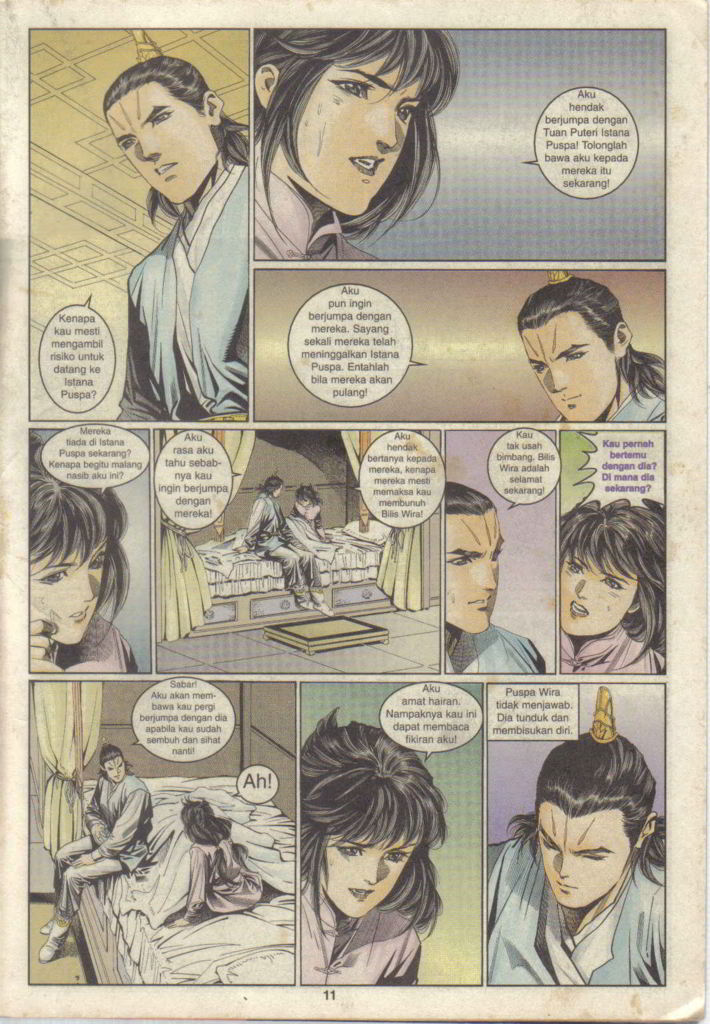 Kenapa
kau mesti
mengambil
risiko untuk
datang ke
Istana
Puspa?
Aku
hendak
berjumpa dengan
Tuan Puteri Istana
Puspa! Tolonglah
bawa aku kepada
mereka itu
sekarang!
Aku
pun ingin
berjumpa dengan
mereka. Sayang
sekali mereka telah
meninggalkan Istana
Puspa. Entahlah
bila mereka akan
pulang!
Mereka
tiada di Istana
Puspa sekarang?
Kenapa begitu malang
nasib aku ini?
Aku
rasa aku
tahu sebab-
nya kau
ingin berjumpa
dengan
mereka!
Aku
hendak
bertanya kepada
mereka, kenapa
mereka mesti
memaksa kau
membunuh
Bilis Wira!
Kau
tak usah
bimbang. Bilis
Wira adalah
selamat
sekarang!
Kau pernah
bertemu
dengan dia?
Di mana dia
sekarang?
Sabar!
Aku akan mem-
bawa kau pergi
berjumpa dengan dia
apabila kau sudah
sembuh dan sihat
nanti!
Ah!
Aku
amat hairan.
Nampaknya kau ini
dapat membaca
fikiran aku!
Puspa Wira
tidak menjawab.
Dia tunduk dan
membisukan diri.
11